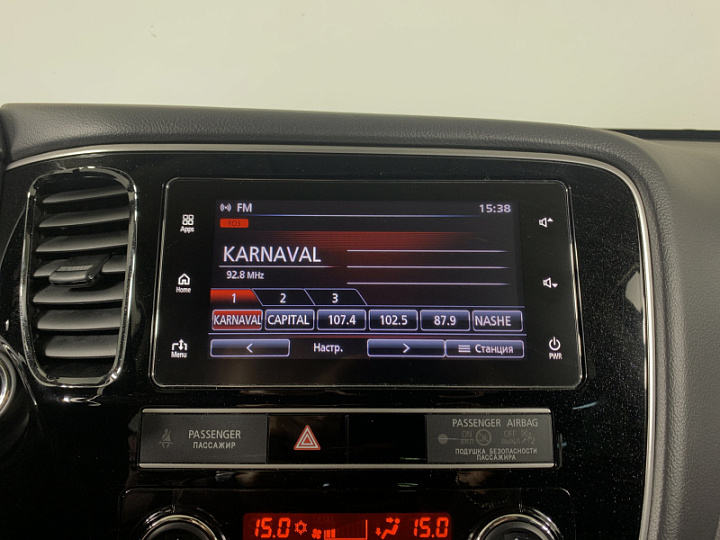 FM 15:38
Apps
KARNAVAL
92.8 MHz
Home
1 2 3
KARNAVAL CAPITAL 107.4 102.5 87.9 NASHE
Menu < Настр. > Станция PWR
PASSENGER
ПАССАЖИР
PASSENGER AIRBAG
ON OFF
ВКЛ ВЫКЛ
ПОДУШКА БЕЗОПАСНОСТИ
ПАССАЖИРА
15.0 15.0